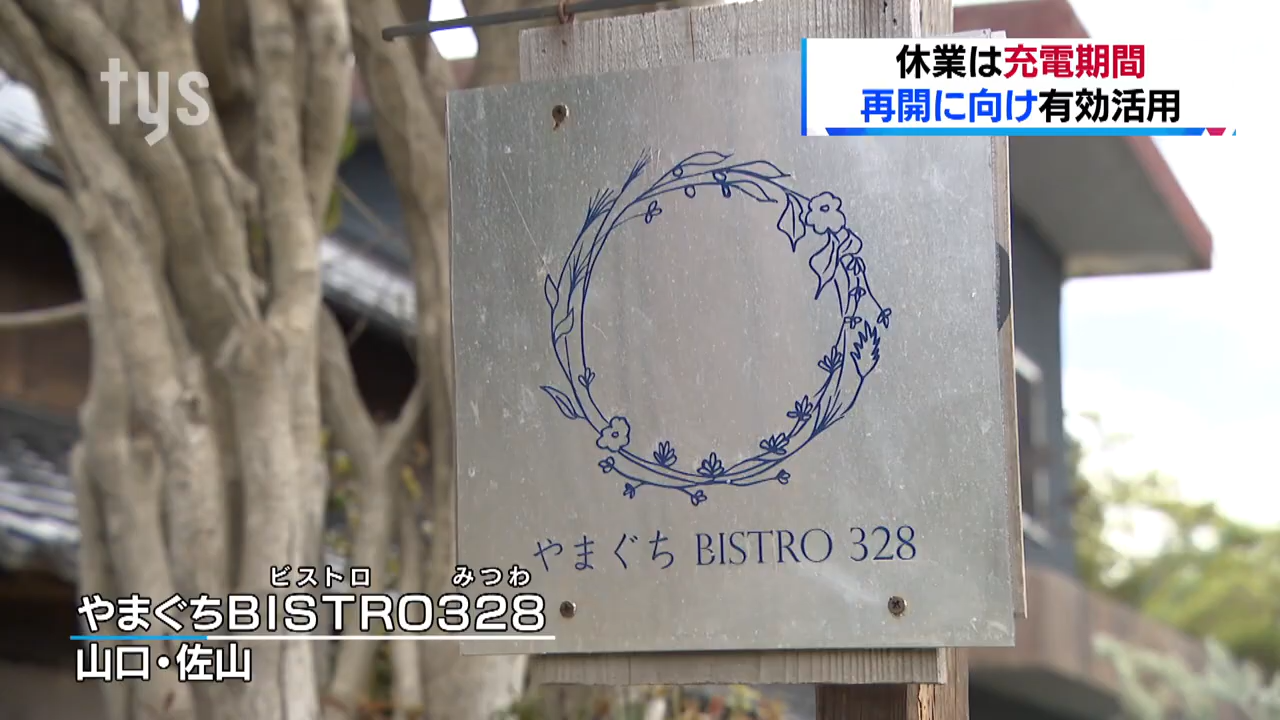 tys
休業は充電期間
再開に向け有効活用
やまぐち BISTRO 328
ビストロ みつわ
やまぐちBISTRO328
山口・佐山